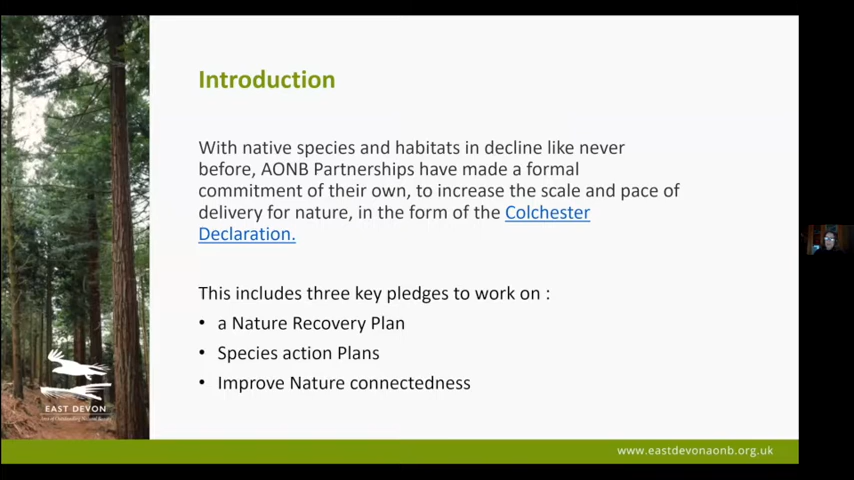 Introduction
With native species and habitats in decline like never
before, AONB Partnerships have made a formal
commitment of their own, to increase the scale and pace of
delivery for nature, in the form of the Colchester
Declaration.
This includes three key pledges to work on :
• a Nature Recovery Plan
• Species action Plans
• Improve Nature connectedness
EAST DEVON
www.eastdevonaonb.org.uk